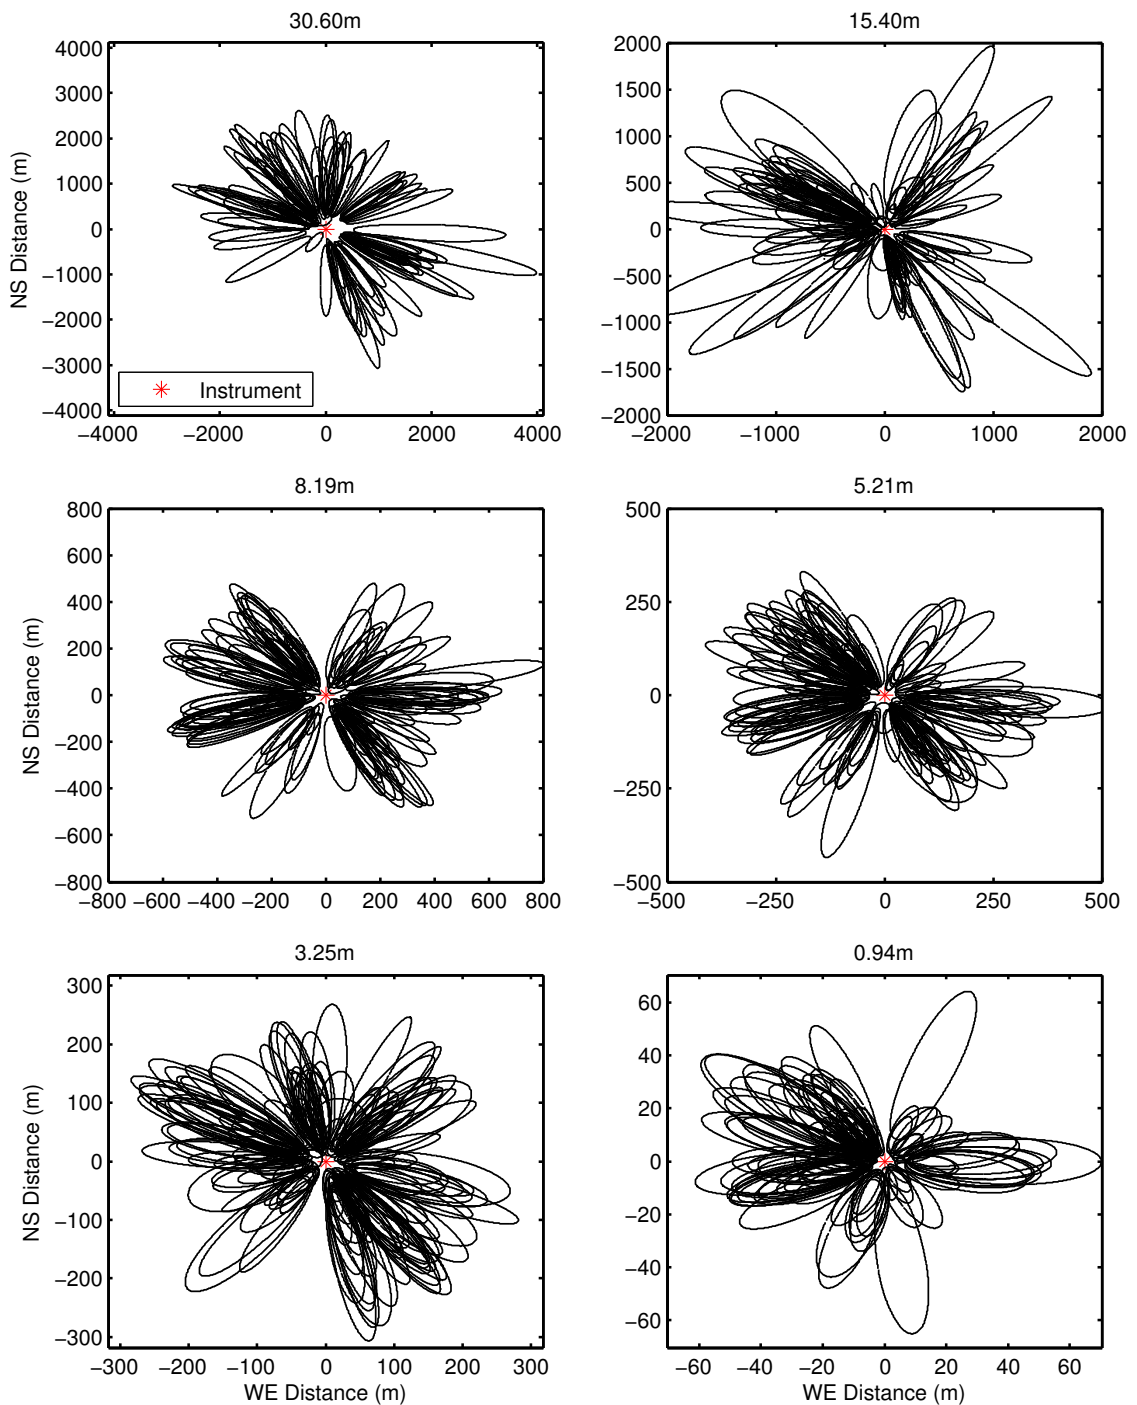 30.60m
4000
3000
2000
1000
0
−1000
−2000
−3000
−4000
NS Distance (m)
Instrument
−4000 −2000 0 2000 4000
15.40m
2000
1500
1000
500
0
−500
−1000
−1500
−2000
−2000 −1000 0 1000 2000
8.19m
800
600
400
200
0
−200
−400
−600
−800
NS Distance (m)
−800 −600 −400 −200 0 200 400 600 800
5.21m
500
250
0
−250
−500
−500 −250 0 250 500
3.25m
300
200
100
0
−100
−200
−300
NS Distance (m)
−300 −200 −100 0 100 200 300
WE Distance (m)
0.94m
60
40
20
0
−20
−40
−60
−60 −40 −20 0 20 40 60
WE Distance (m)